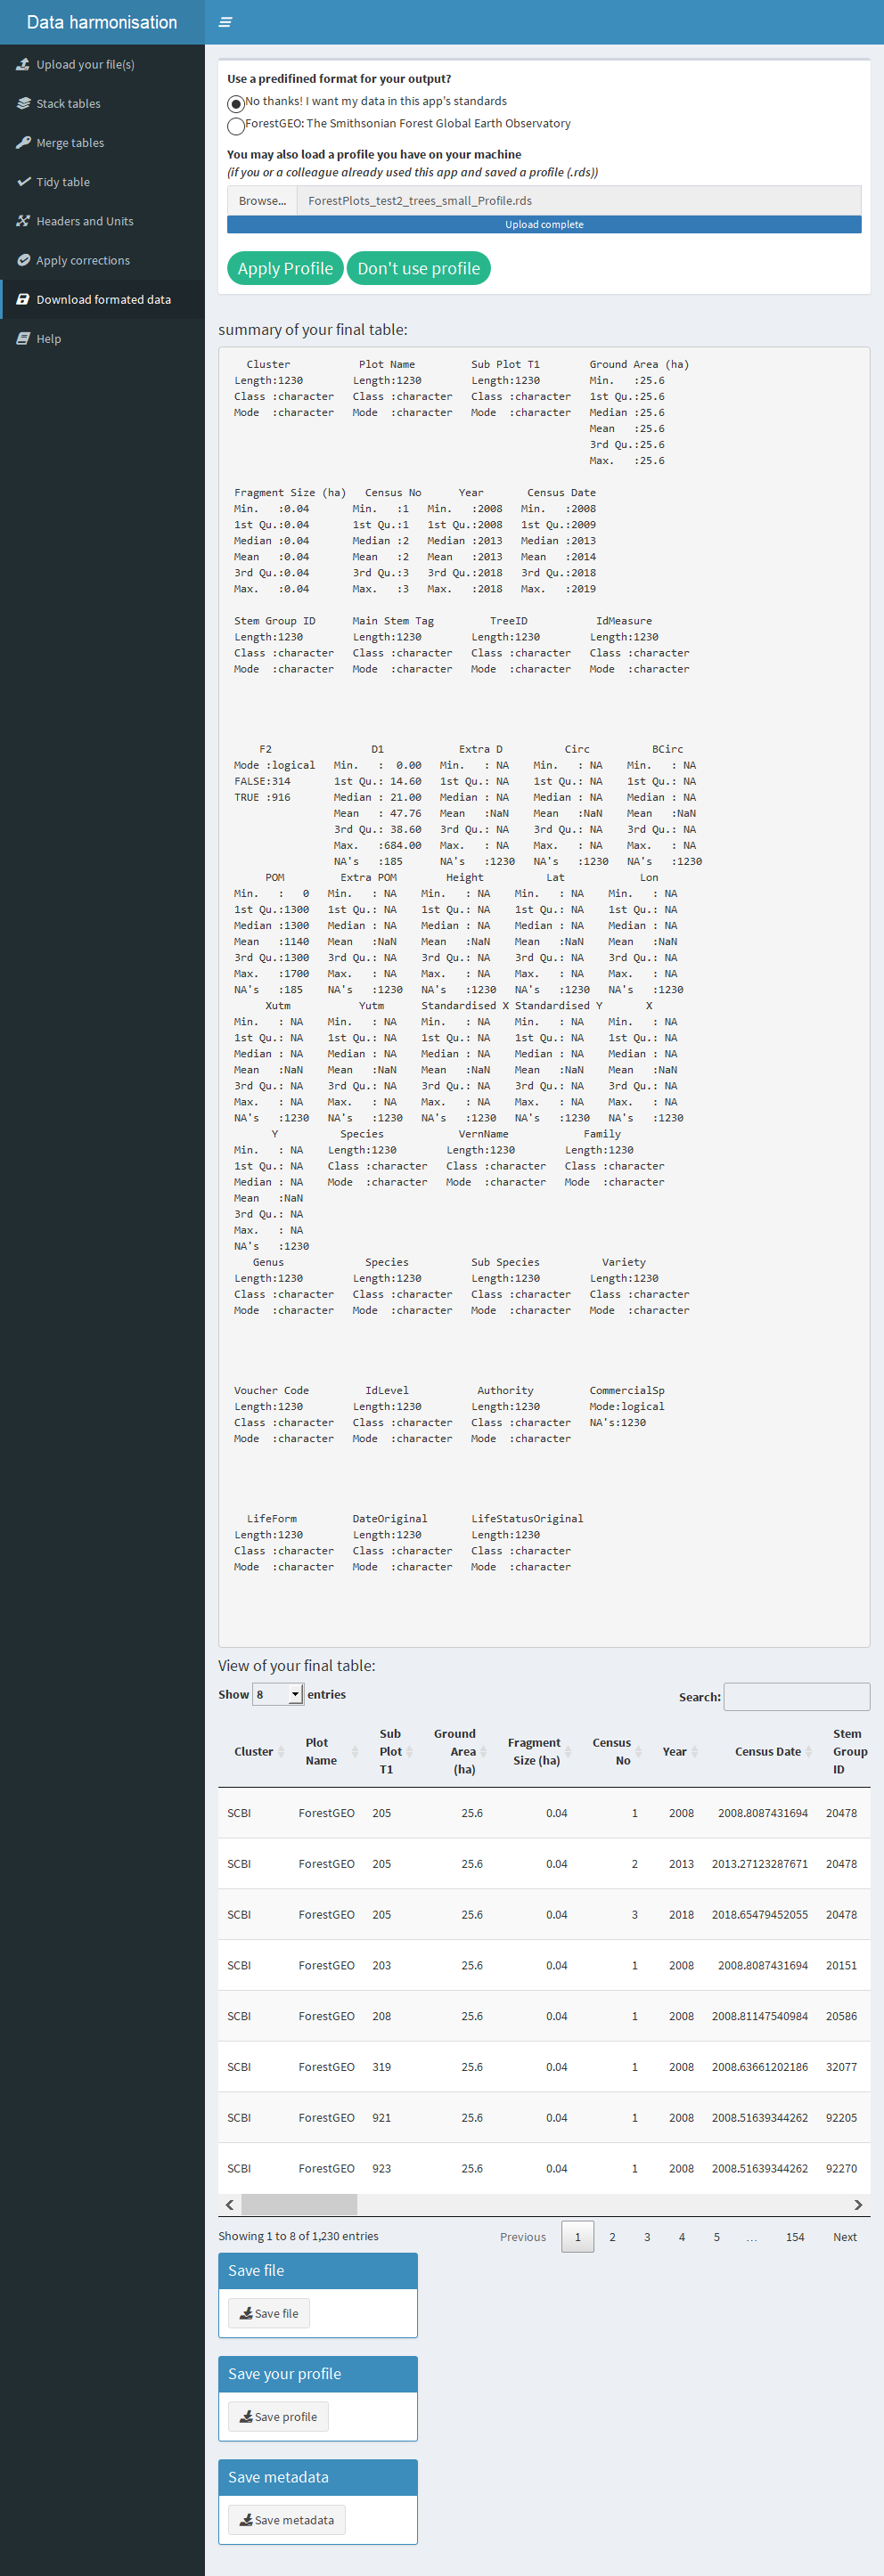 Data harmonisation
Upload your file(s)
Stack tables
Merge tables
Tidy table
Headers and Units
Apply corrections
Download formated data
Help
Use a predifined format for your output?
No thanks! I want my data in this app's standards
ForestGEO: The Smithsonian Forest Global Earth Observatory
You may also load a profile you have on your machine
(if you or a colleague already used this app and saved a profile (.rds))
Browse... ForestPlots_test2_trees_small_Profile.rds
Upload complete
Apply Profile Don't use profile
summary of your final table:
Cluster Plot Name Sub Plot T1 Ground Area (ha)
Length:1230 Length:1230 Length:1230 Min. :25.6
Class :character Class :character Class :character 1st Qu.:25.6
Mode :character Mode :character Mode :character Median :25.6
Mean :25.6
3rd Qu.:25.6
Max. :25.6
Fragment Size (ha) Census No Year Census Date
Min. :0.04 Min. :1 Min. :2008 Min. :2008
1st Qu.:0.04 1st Qu.:1 1st Qu.:2008 1st Qu.:2009
Median :0.04 Median :2 Median :2013 Median :2013
Mean :0.04 Mean :2 Mean :2013 Mean :2014
3rd Qu.:0.04 3rd Qu.:3 3rd Qu.:2018 3rd Qu.:2018
Max. :0.04 Max. :3 Max. :2018 Max. :2019
Stem Group ID Main Stem Tag TreeID IdMeasure
Length:1230 Length:1230 Length:1230 Length:1230
Class :character Class :character Class :character Class :character
Mode :character Mode :character Mode :character Mode :character
F2 D1 Extra D Circ BCirc
Mode :logical Min. : 0.00 Min. : NA Min. : NA Min. : NA
FALSE:314 1st Qu.: 14.60 1st Qu.: NA 1st Qu.: NA 1st Qu.: NA
TRUE :916 Median : 21.00 Median : NA Median : NA Median : NA
Mean : 47.76 Mean :NaN Mean :NaN Mean :NaN
3rd Qu.: 38.60 3rd Qu.: NA 3rd Qu.: NA 3rd Qu.: NA
Max. :684.00 Max. : NA Max. : NA Max. : NA
NA's :185 NA's :1230 NA's :1230 NA's :1230
POM Extra POM Height Lat Lon
Min. : 0 Min. : NA Min. : NA Min. : NA Min. : NA
1st Qu.:1300 1st Qu.: NA 1st Qu.: NA 1st Qu.: NA 1st Qu.: NA
Median :1300 Median : NA Median : NA Median : NA Median : NA
Mean :1140 Mean :NaN Mean :NaN Mean :NaN Mean :NaN
3rd Qu.:1300 3rd Qu.: NA 3rd Qu.: NA 3rd Qu.: NA 3rd Qu.: NA
Max. :1700 Max. : NA Max. : NA Max. : NA Max. : NA
NA's :185 NA's :1230 NA's :1230 NA's :1230 NA's :1230
Xutm Yutm Standardised X Standardised Y X
Min. : NA Min. : NA Min. : NA Min. : NA Min. : NA
1st Qu.: NA 1st Qu.: NA 1st Qu.: NA 1st Qu.: NA 1st Qu.: NA
Median : NA Median : NA Median : NA Median : NA Median : NA
Mean :NaN Mean :NaN Mean :NaN Mean :NaN Mean :NaN
3rd Qu.: NA 3rd Qu.: NA 3rd Qu.: NA 3rd Qu.: NA 3rd Qu.: NA
Max. : NA Max. : NA Max. : NA Max. : NA Max. : NA
NA's :1230 NA's :1230 NA's :1230 NA's :1230 NA's :1230
Y Species VernName Family
Min. : NA Length:1230 Length:1230 Length:1230
1st Qu.: NA Class :character Class :character Class :character
Median : NA Mode :character Mode :character Mode :character
Mean :NaN
3rd Qu.: NA
Max. : NA
NA's :1230
Genus Species Sub Species Variety
Length:1230 Length:1230 Length:1230 Length:1230
Class :character Class :character Class :character Class :character
Mode :character Mode :character Mode :character Mode :character
Voucher Code IdLevel Authority CommercialSp
Length:1230 Length:1230 Length:1230 Mode:logical
Class :character Class :character Class :character NA's:1230
Mode :character Mode :character Mode :character
LifeForm DateOriginal LifeStatusOriginal
Length:1230 Length:1230 Length:1230
Class :character Class :character Class :character
Mode :character Mode :character Mode :character
View of your final table:
Show 8 entries Search:
Cluster Plot Name Sub Plot T1 Ground Area (ha) Fragment Size (ha) Census No Year Census Date Stem Group ID
SCBI ForestGEO 205 25.6 0.04 1 2008 2008.8087431694 20478
SCBI ForestGEO 205 25.6 0.04 2 2013 2013.27123287671 20478
SCBI ForestGEO 205 25.6 0.04 3 2018 2018.65479452055 20478
SCBI ForestGEO 203 25.6 0.04 1 2008 2008.8087431694 20151
SCBI ForestGEO 208 25.6 0.04 1 2008 2008.81147540984 20586
SCBI ForestGEO 319 25.6 0.04 1 2008 2008.63661202186 32077
SCBI ForestGEO 921 25.6 0.04 1 2008 2008.51639344262 92205
SCBI ForestGEO 923 25.6 0.04 1 2008 2008.51639344262 92270
Showing 1 to 8 of 1,230 entries Previous 1 2 3 4 5 … 154 Next
Save file
Save file
Save your profile
Save profile
Save metadata
Save metadata